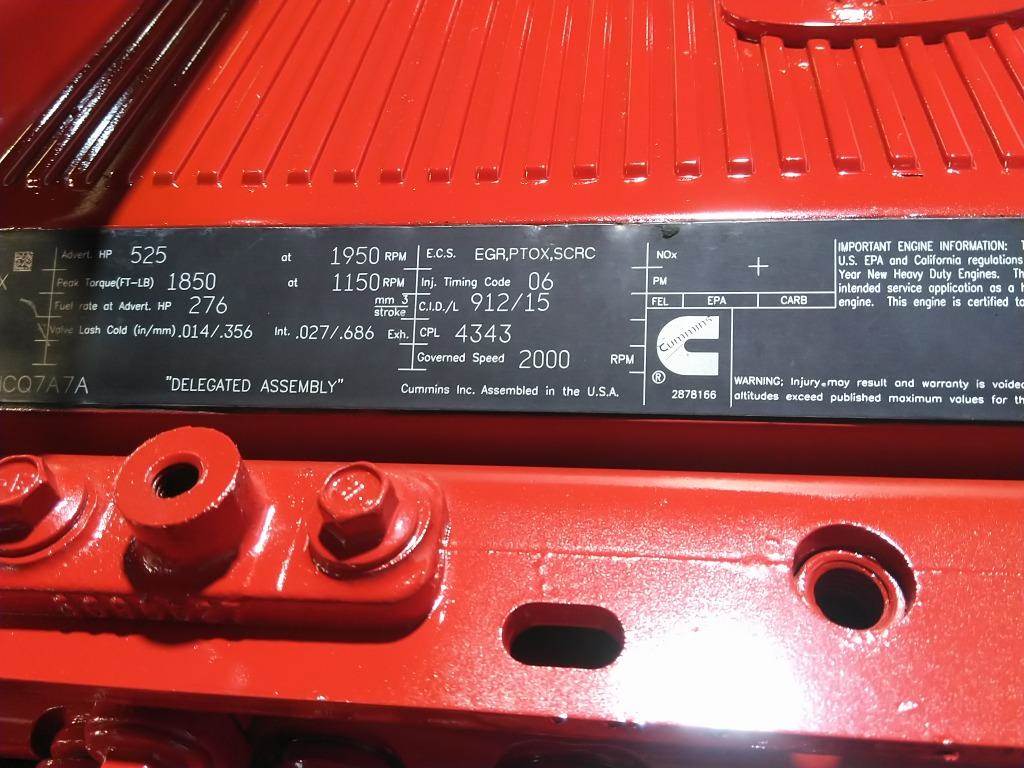 Advert. HP 525 at 1950 RPM
Peak Torque(FT-LB) 1850 at 1150 RPM
Fuel rate at Advert. HP 276 mm 3 stroke
Valve Lash Cold (in/mm) .014/.356 Int. .027/.686 Exh.
CQ7A7A "DELEGATED ASSEMBLY"
E.C.S. EGR,PTOX,SCRC
Inj. Timing Code 06
C.I.D./L 912/15
CPL 4343
Governed Speed 2000 RPM
Cummins Inc. Assembled in the U.S.A.
NOx
PM
FEL EPA CARB
Cummins
®
2878166
IMPORTANT ENGINE INFORMATION:
U.S. EPA and California regulations
Year New Heavy Duty Engines.
intended service application as a
engine. This engine is certified
WARNING; Injury may result and warranty is
altitudes exceed published maximum values for